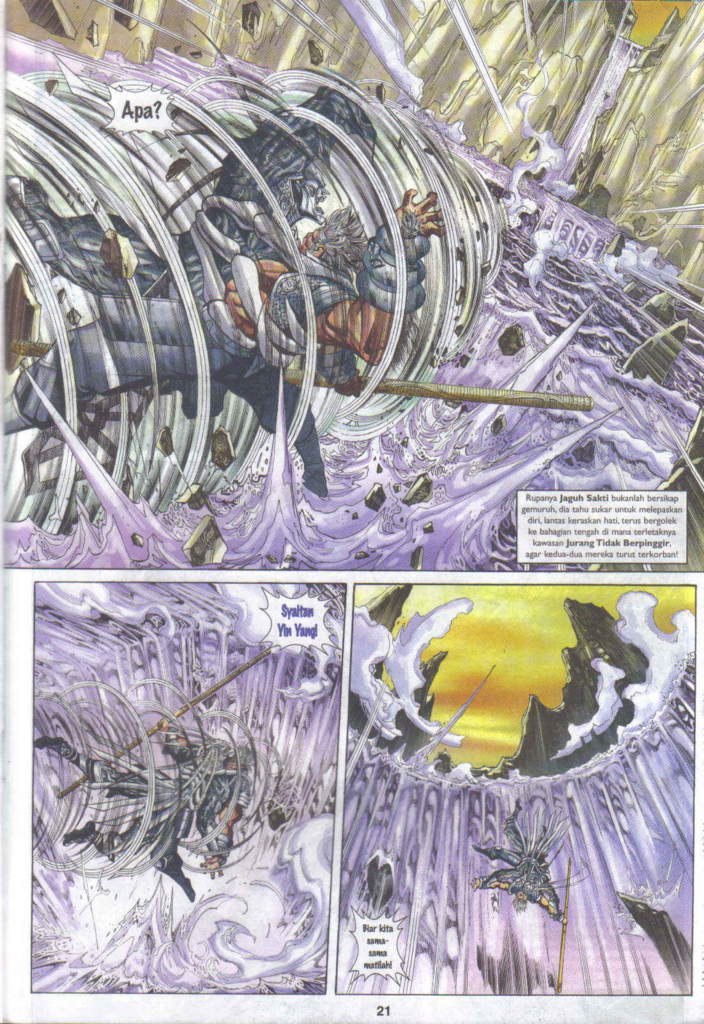 Apa?
Rupanya Jaguh Sakti bukanlah bersikap
gemuruh, dia tahu sukar untuk melepaskan
diri, lantas keraskan hati, terus bergolek
ke bahagian tengah di mana terletaknya
kawasan Jurang Tidak Berpinggir,
agar kedua-dua mereka turut terkorban!
Syaitan
Yin Yang!
Biar kita
sama-
sama
matilah!
21